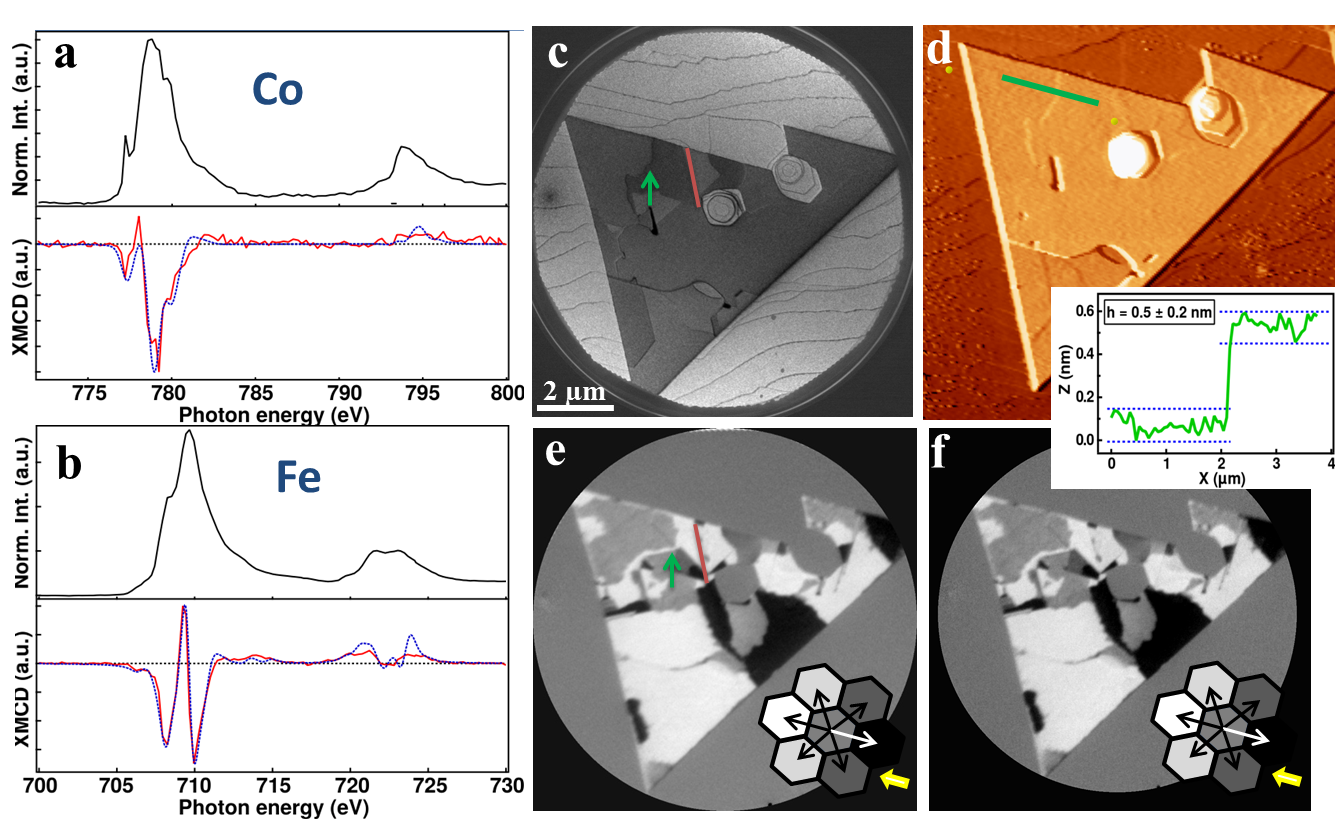 a
Co
Norm. Int. (a.u.)
XMCD (a.u.)
775 780 785 790 795 800
Photon energy (eV)
b
Fe
Norm. Int. (a.u.)
XMCD (a.u.)
700 705 710 715 720 725 730
Photon energy (eV)
c
2 µm
d
h = 0.5 ± 0.2 nm
Z (nm)
0.6
0.4
0.2
0.0
0 1 2 3 4
X (µm)
e
f